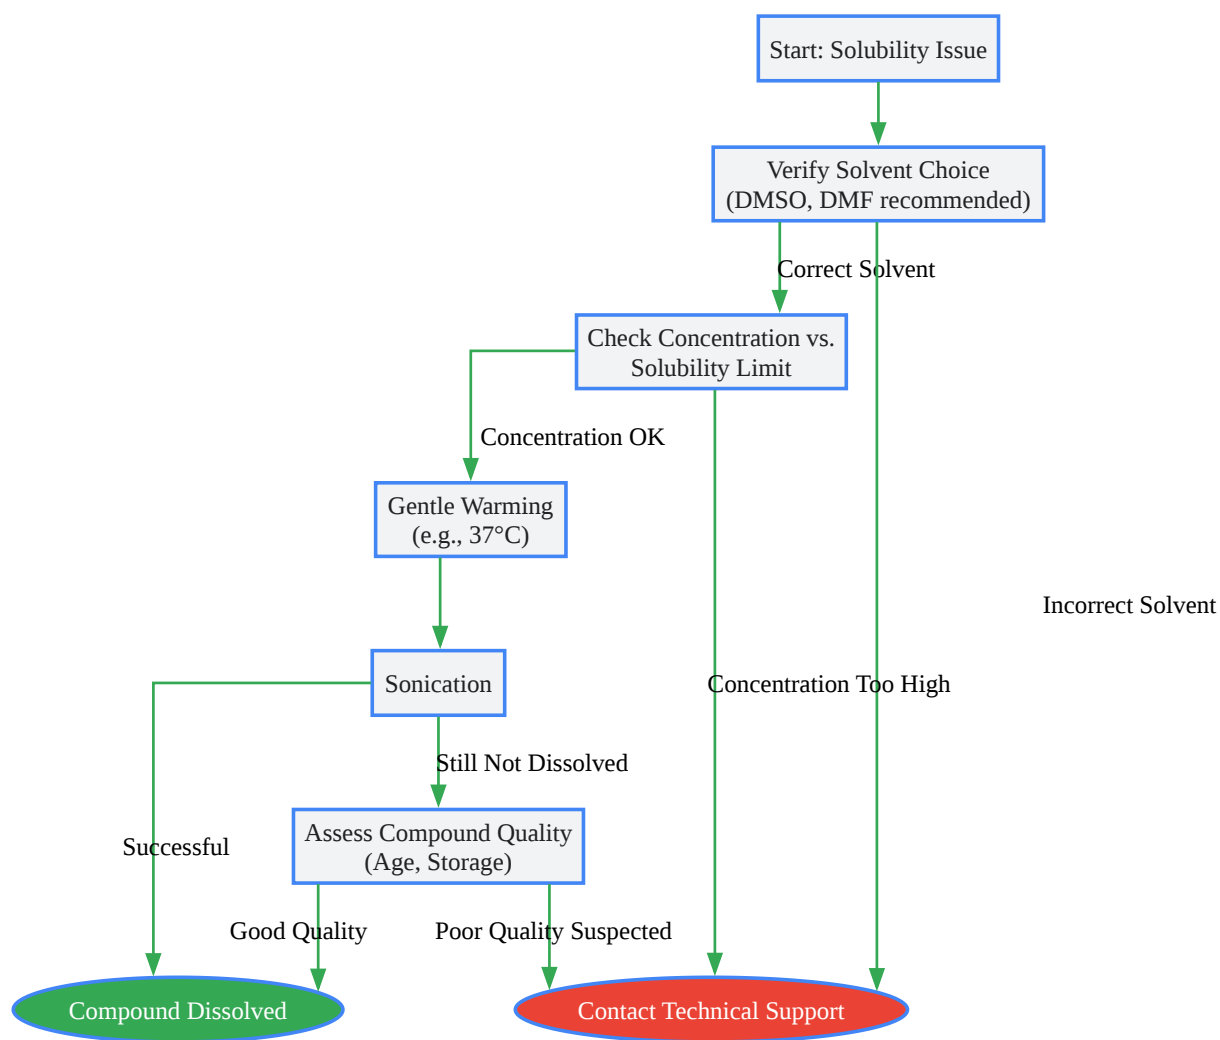 Start: Solubility Issue
Verify Solvent Choice
(DMSO, DMF recommended)
Correct Solvent
Check Concentration vs.
Solubility Limit
Concentration OK
Gentle Warming
(e.g., 37°C)
Incorrect Solvent
Sonication
Concentration Too High
Still Not Dissolved
Assess Compound Quality
(Age, Storage)
Successful
Good Quality
Poor Quality Suspected
Compound Dissolved
Contact Technical Support